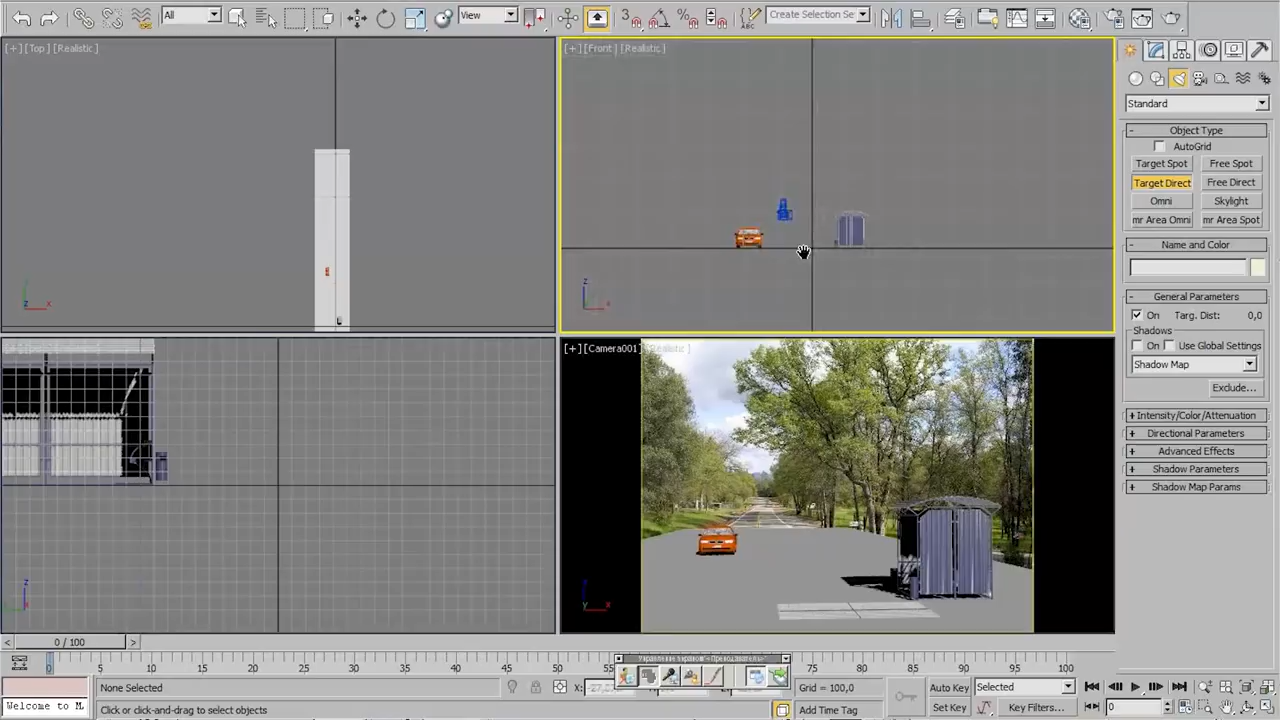 All
View
Create Selection Se
[+] [Top] [Realistic]
[+] [Front] [Realistic]
[+] [Camera001] [Realistic]
Standard
- Object Type
AutoGrid
Target Spot
Free Spot
Target Direct
Free Direct
Omni
Skylight
mr Area Omni
mr Area Spot
- Name and Color
- General Parameters
On
Targ. Dist:
0,0
Shadows
On
Use Global Settings
Shadow Map
Exclude...
+ Intensity/Color/Attenuation
+ Directional Parameters
+ Advanced Effects
+ Shadow Parameters
+ Shadow Map Params
< 0 / 100 >
0 5 10 15 20 25 30 35 40 45 50 75 80 85 90 95 100
None Selected
X:
Grid = 100,0
Auto Key
Selected
Welcome to M
Click or click-and-drag to select objects
Add Time Tag
Set Key
Key Filters...
0